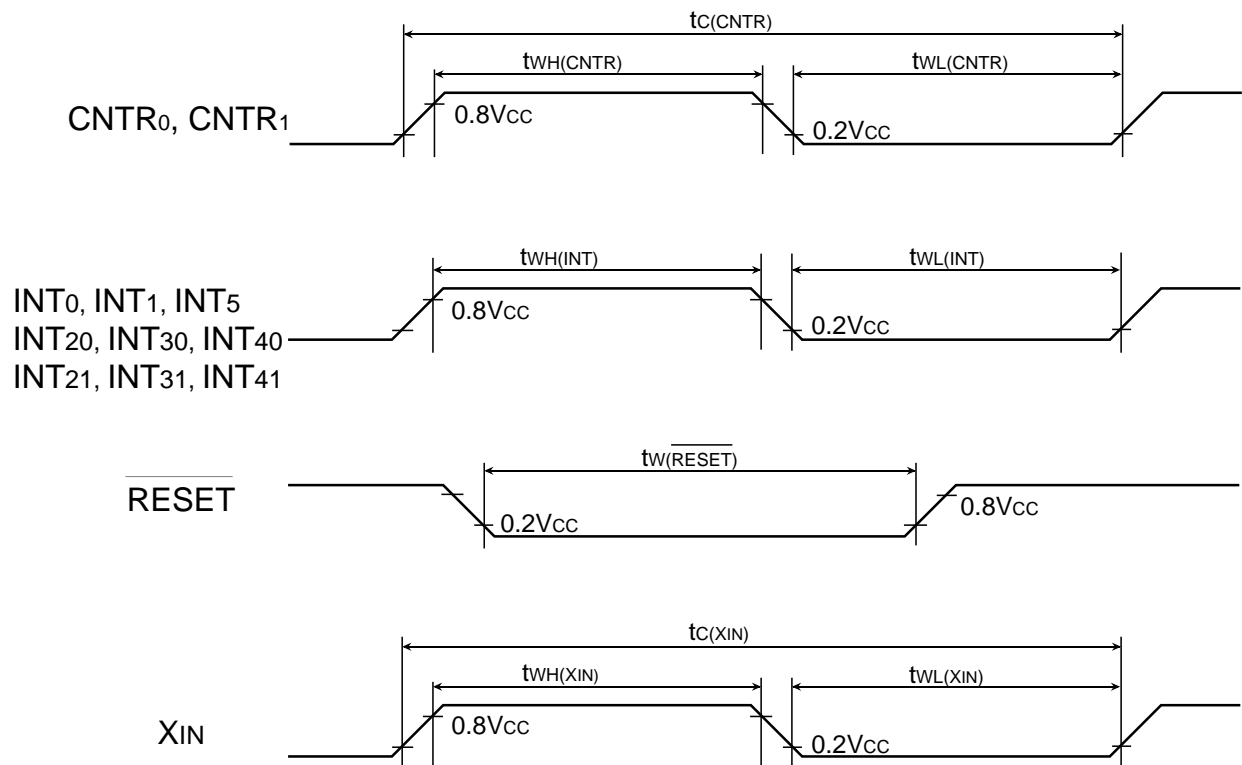 tC(CNTR)
tWH(CNTR)
tWL(CNTR)
CNTR0, CNTR1
0.8VCC
0.2VCC
tWH(INT)
tWL(INT)
INT0, INT1, INT5
INT20, INT30, INT40
INT21, INT31, INT41
0.8VCC
0.2VCC
tW(R̅E̅S̅E̅T̅)
R̅E̅S̅E̅T̅
0.2VCC
0.8VCC
tC(XIN)
tWH(XIN)
tWL(XIN)
XIN
0.8VCC
0.2VCC